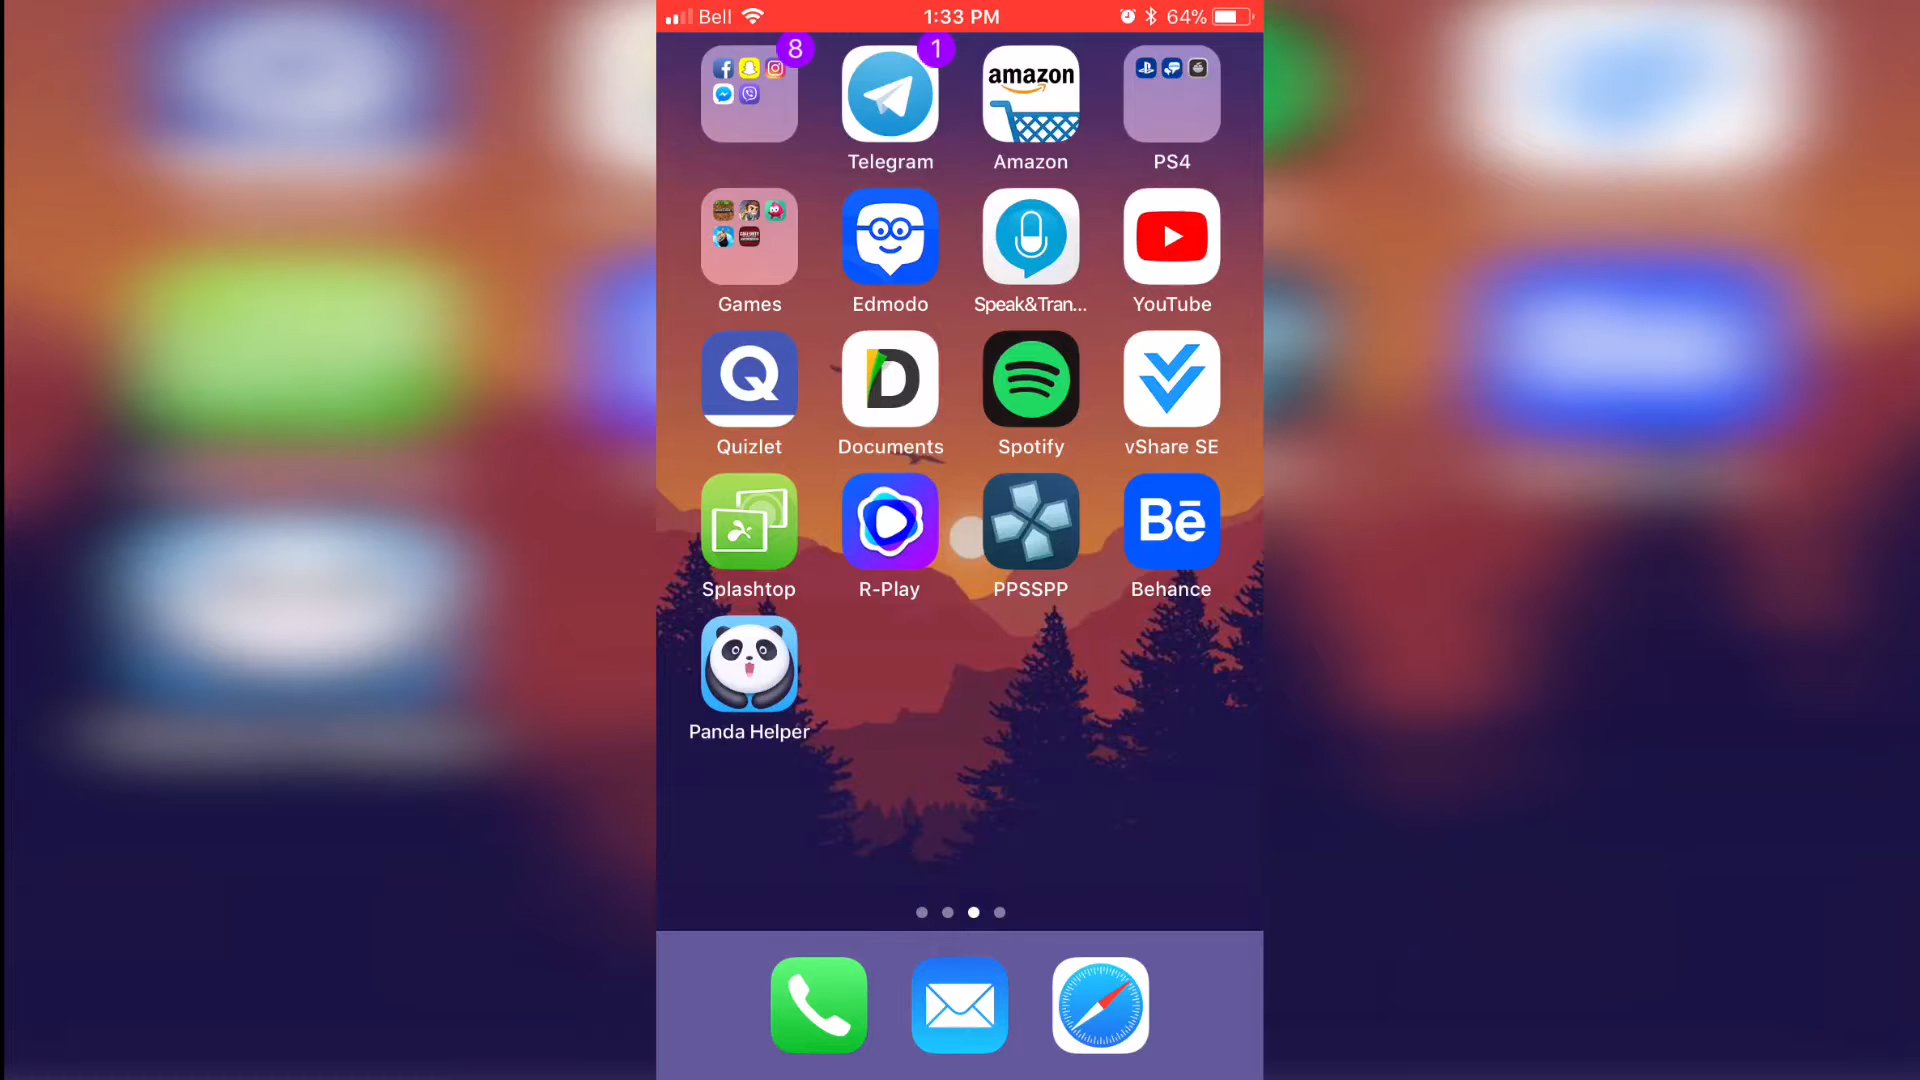 Bell 1:33 PM 64%
8 1
amazon
Telegram Amazon PS4
Games Edmodo Speak&Tran... YouTube
Q D
Quizlet Documents Spotify vShare SE
Bē
Splashtop R-Play PPSSPP Behance
Panda Helper